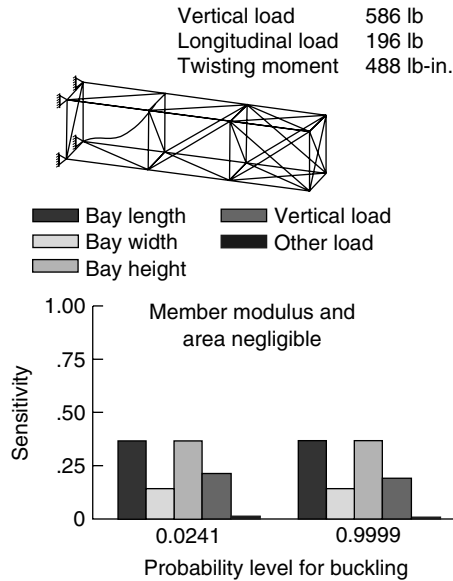 Vertical load 586 lb
Longitudinal load 196 lb
Twisting moment 488 lb-in.
Bay length
Vertical load
Bay width
Other load
Bay height
Member modulus and
area negligible
1.00
.75
.50
.25
0
Sensitivity
0.0241 0.9999
Probability level for buckling